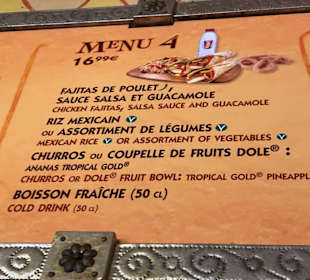 MENU 4
16.99€
FAJITAS DE POULET,
SAUCE SALSA ET GUACAMOLE
CHICKEN FAJITAS, SALSA SAUCE AND GUACAMOLE
RIZ MEXICAIN V
OU ASSORTIMENT DE LÉGUMES V
MEXICAN RICE V OR ASSORTMENT OF VEGETABLES V
CHURROS OU COUPELLE DE FRUITS DOLE® :
ANANAS TROPICAL GOLD®
CHURROS OR DOLE® FRUIT BOWL: TROPICAL GOLD® PINEAPPL
BOISSON FRAÎCHE (50 CL)
COLD DRINK (50 CL)